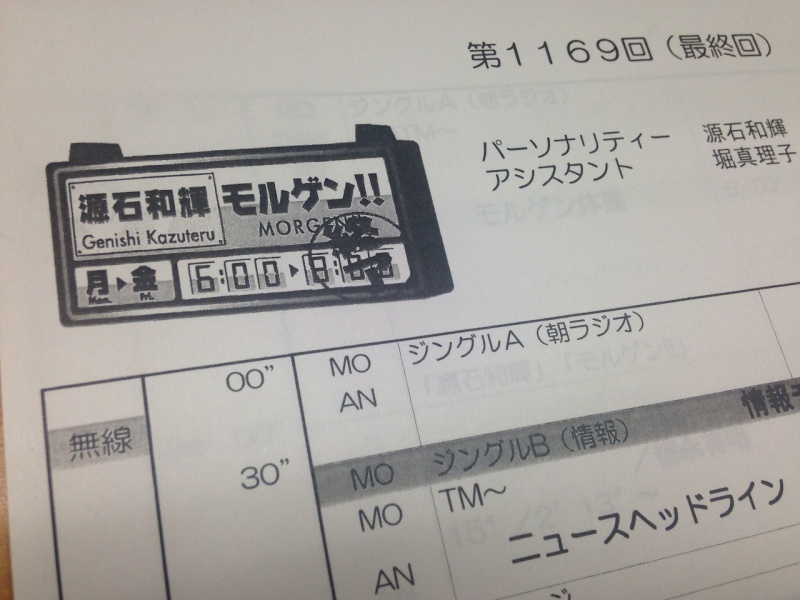 第1169回（最終回）
パーソナリティー　源石和輝
アシスタント　堀真理子
源石和輝 モルゲン!!
Genishi Kazuteru
月▶金 6:00▶8:00
Mon. Fri.
00” MO ジングルA（朝ラジオ）
AN
無線
30” MO ジングルB（情報） 情報
MO TM～
ニュースヘッドライン
AN